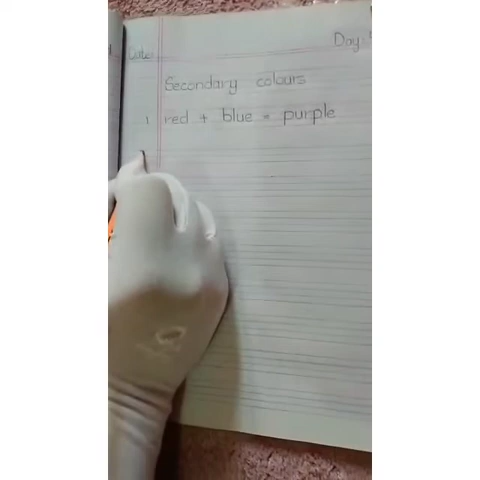 Date: Day:
Secondary colours
1. red + blue = purple